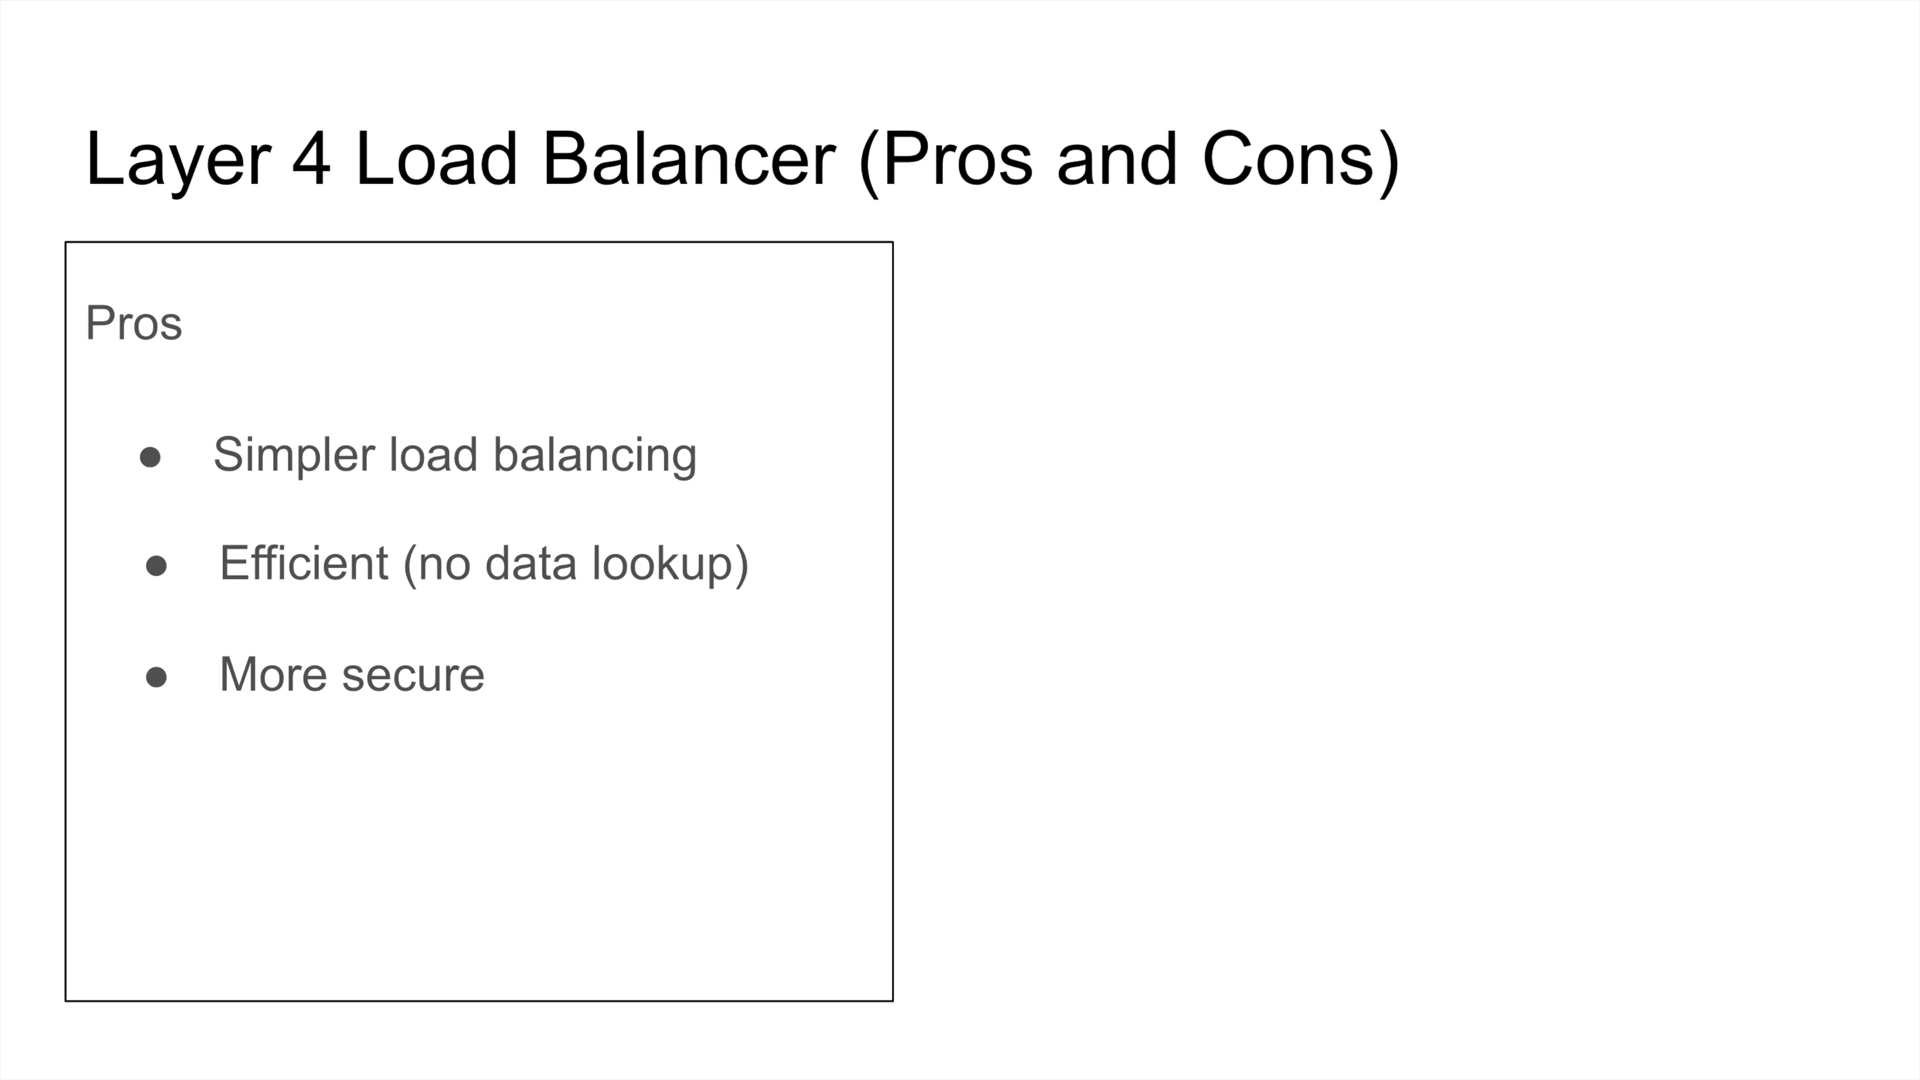 Layer 4 Load Balancer (Pros and Cons)
Pros
● Simpler load balancing
● Efficient (no data lookup)
● More secure